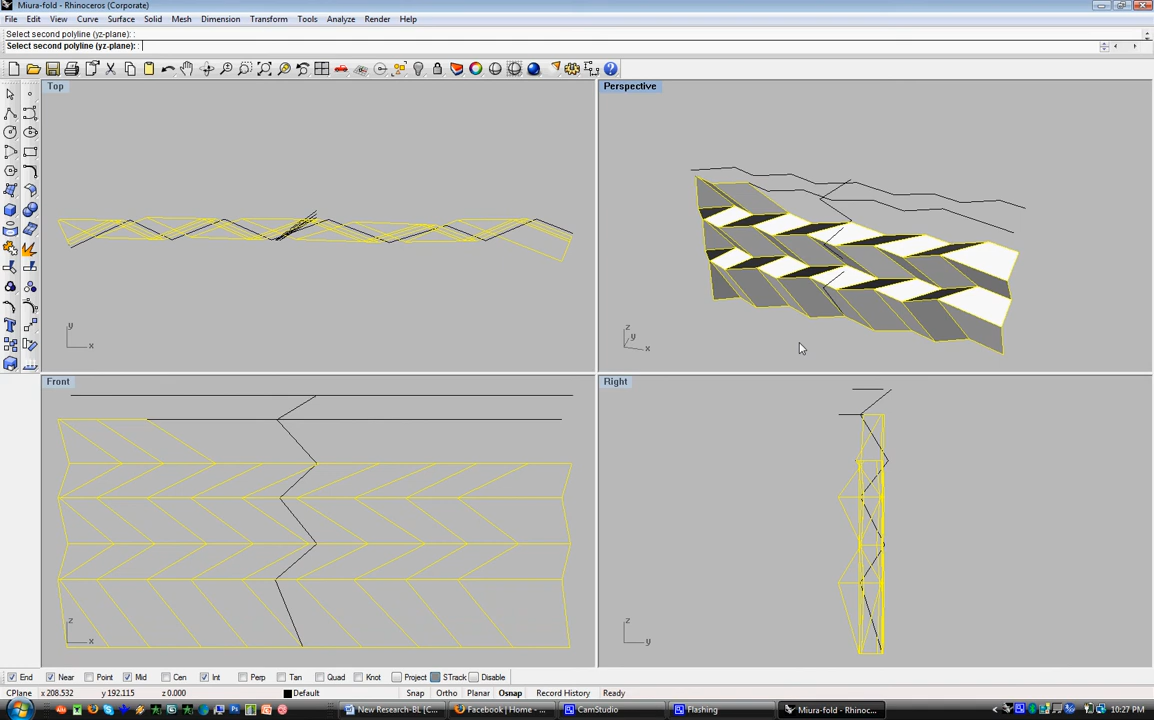 Miura-fold - Rhinoceros (Corporate)
File Edit View Curve Surface Solid Mesh Dimension Transform Tools Analyze Render Help
Select second polyline (yz-plane): :
Select second polyline (yz-plane): :
Top
Perspective
y
x
z
y
x
Front
Right
z
x
z
y
End Near Point Mid Cen Int Perp Tan Quad Knot Project STrack Disable
CPlane x 208.532 y 192.115 z 0.000 Default Snap Ortho Planar Osnap Record History Ready
New Research-BL [C... Facebook | Home - ... CamStudio Flashing Miura-fold - Rhinoc... 10:27 PM